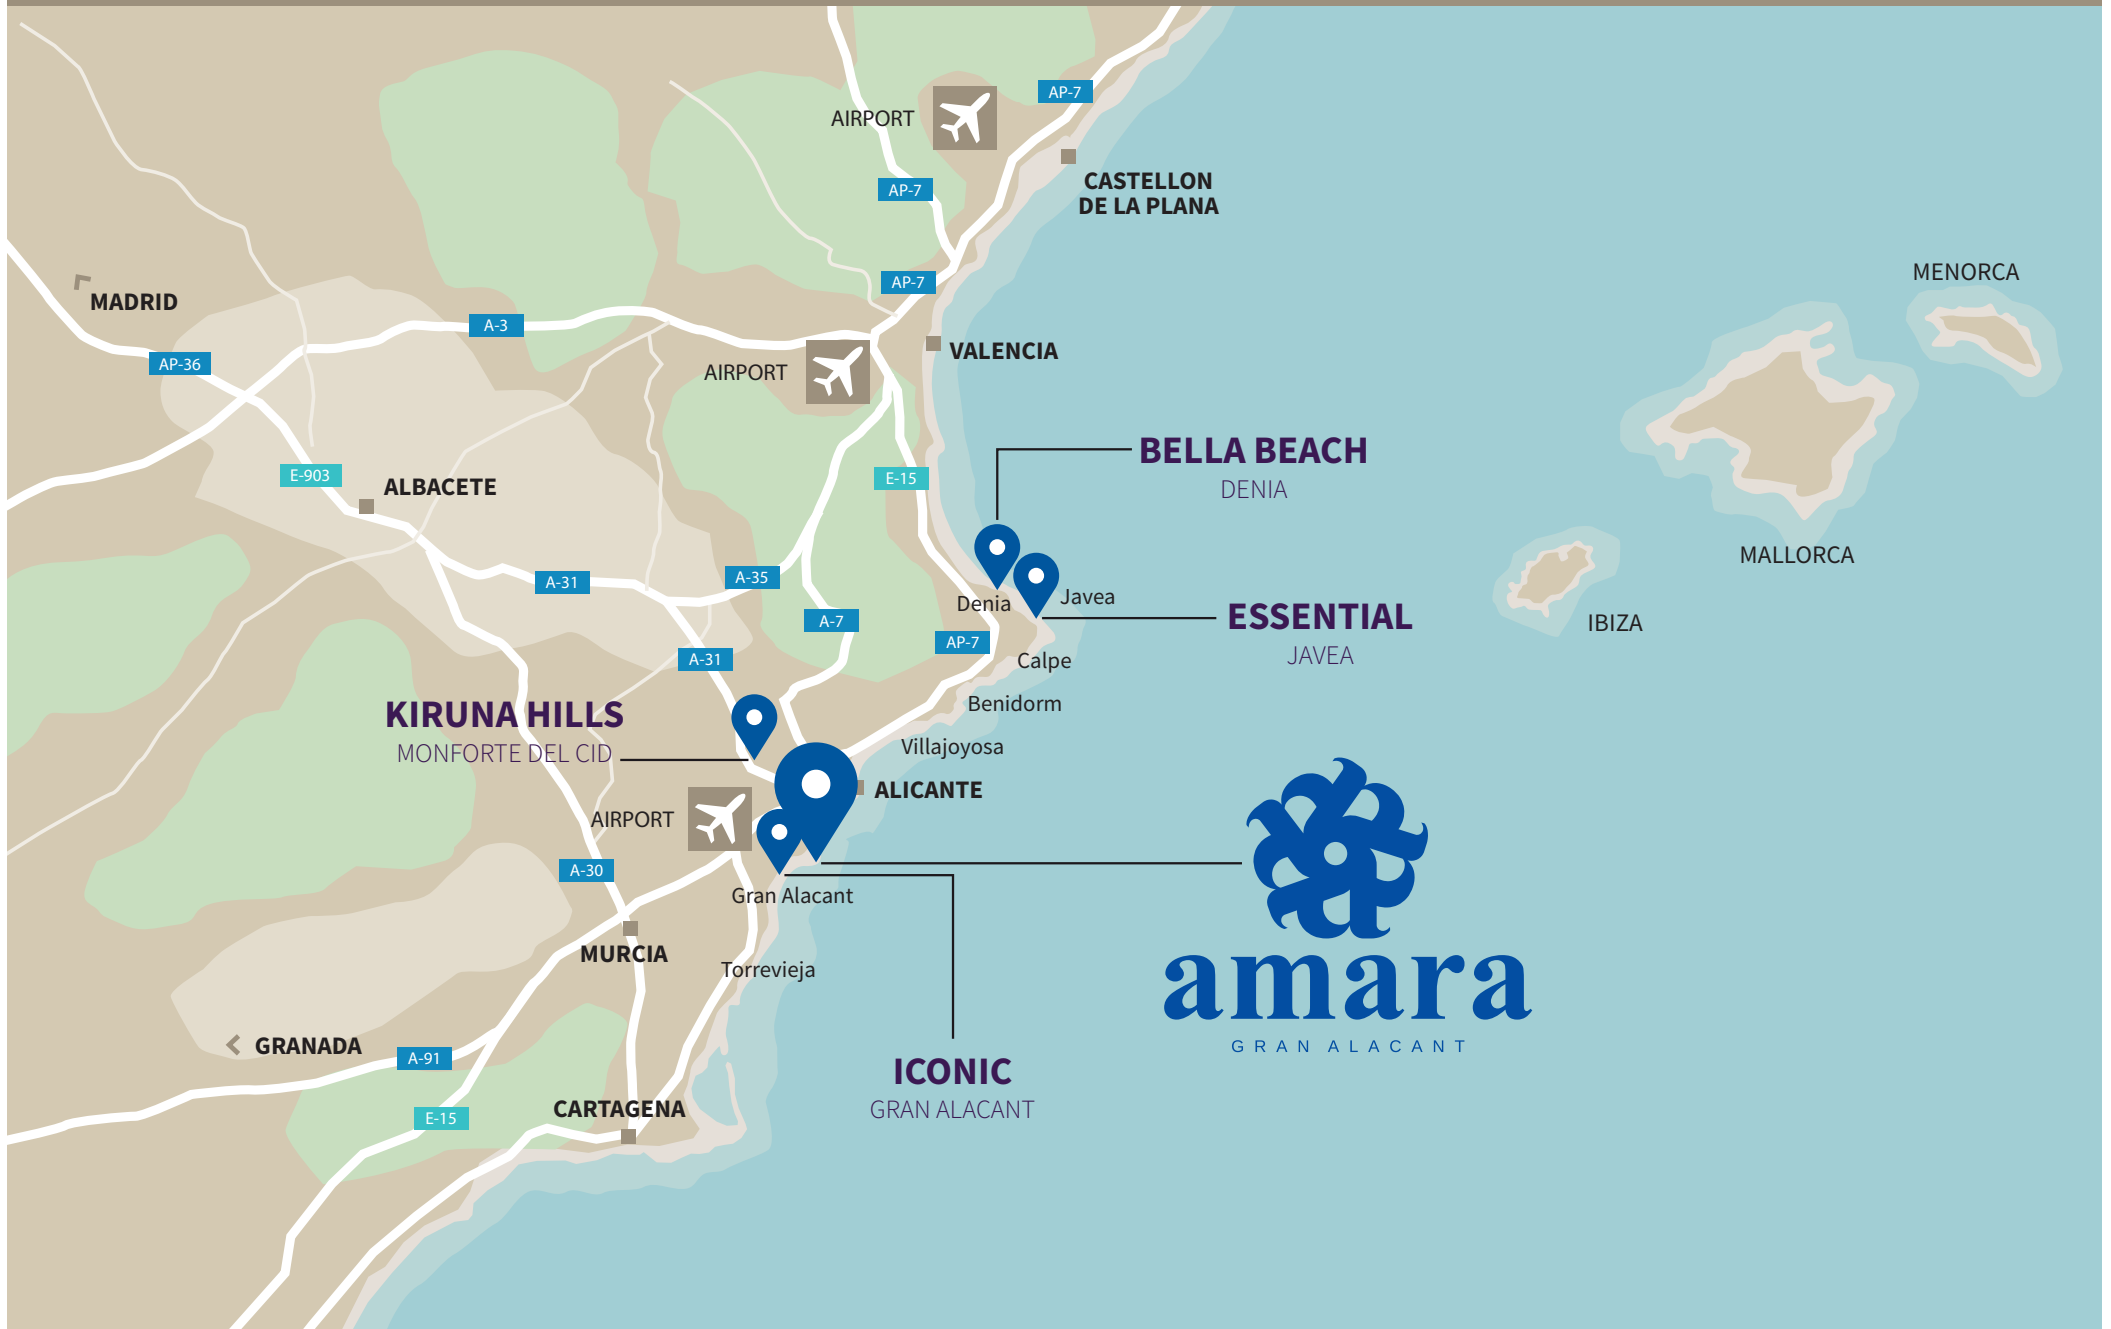 AP-7
AIRPORT
CASTELLON
DE LA PLANA
AP-7
MENORCA
AP-7
MADRID
A-3
VALENCIA
AP-36
AIRPORT
BELLA BEACH
DENIA
E-903
E-15
ALBACETE
MALLORCA
A-31
A-35
Denia
Javea
ESSENTIAL
JAVEA
IBIZA
A-7
AP-7
A-31
Calpe
KIRUNA HILLS
MONFORTE DEL CID
Benidorm
Villajoyosa
ALICANTE
AIRPORT
A-30
Gran Alacant
MURCIA
Torrevieja
amara
GRAN ALACANT
GRANADA
A-91
ICONIC
GRAN ALACANT
E-15
CARTAGENA